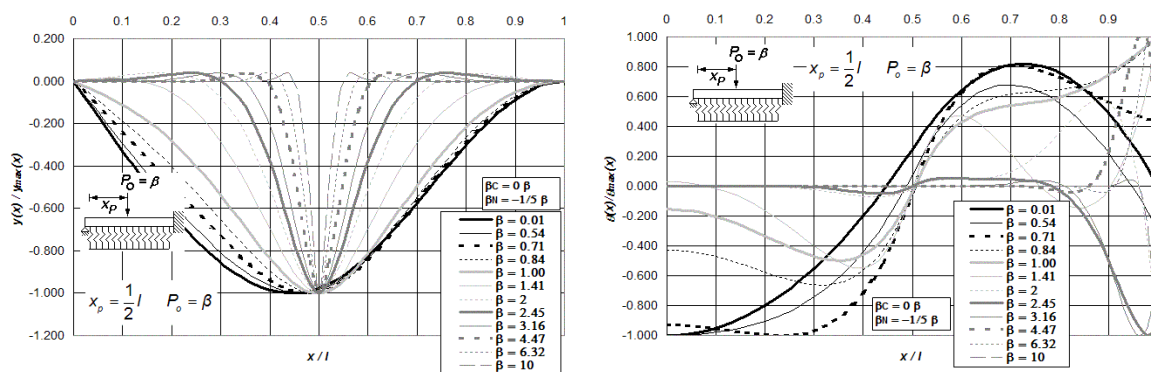 0 0.1 0.2 0.3 0.4 0.5 0.6 0.7 0.8 0.9 1
0.200
0.000
-0.200
-0.400
-0.600
-0.800
-1.000
-1.200
y(x) / ymax(x)
Po = β
xP
xp = 1/2 l Po = β
βC = 0 β
βN = −1/5 β
β = 0.01
β = 0.54
β = 0.71
β = 0.84
β = 1.00
β = 1.41
β = 2
β = 2.45
β = 3.16
β = 4.47
β = 6.32
β = 10
x / l
0 0.1 0.2 0.3 0.4 0.5 0.6 0.7 0.8 0.9
1.000
0.800
0.600
0.400
0.200
0.000
-0.200
-0.400
-0.600
-0.800
-1.000
Po = β
xP
xp = 1/2 l Po = β
βC = 0 β
βN = −1/5 β
β = 0.01
β = 0.54
β = 0.71
β = 0.84
β = 1.00
β = 1.41
β = 2
β = 2.45
β = 3.16
β = 4.47
β = 6.32
β = 10
x / l